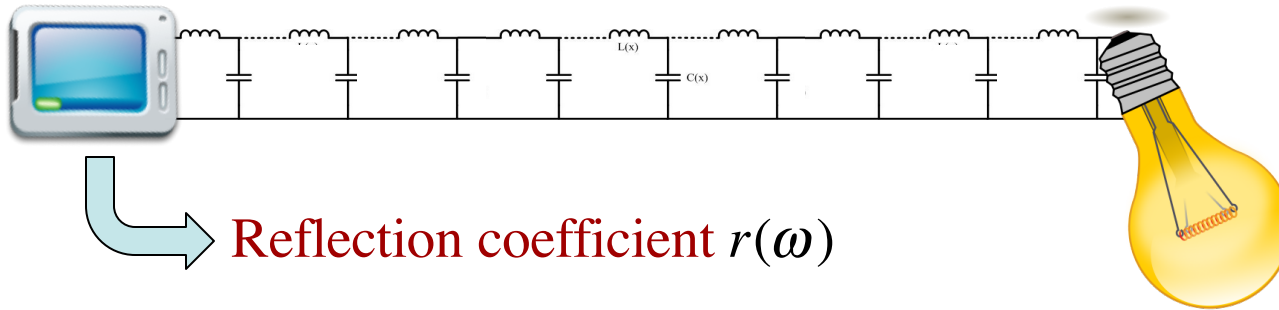 L(x)
C(x)
Reflection coefficient r(ω)